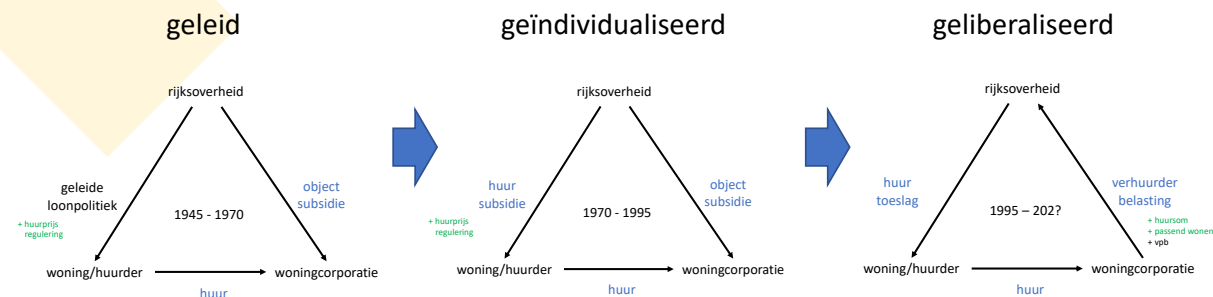 geleid
rijksoverheid
geleide
loonpolitiek
+ huurprijs
regulering
1945 - 1970
object
subsidie
woning/huurder
woningcorporatie
huur
geïndividualiseerd
rijksoverheid
huur
subsidie
+ huurprijs
regulering
1970 - 1995
object
subsidie
woning/huurder
woningcorporatie
huur
geliberaliseerd
rijksoverheid
huur
toeslag
1995 – 202?
verhuurder
belasting
+ huursom
+ passend wonen
+ vpb
woning/huurder
woningcorporatie
huur